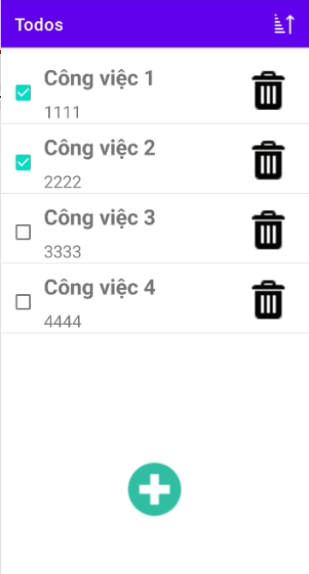 Todos
Công việc 1
1111
Công việc 2
2222
Công việc 3
3333
Công việc 4
4444